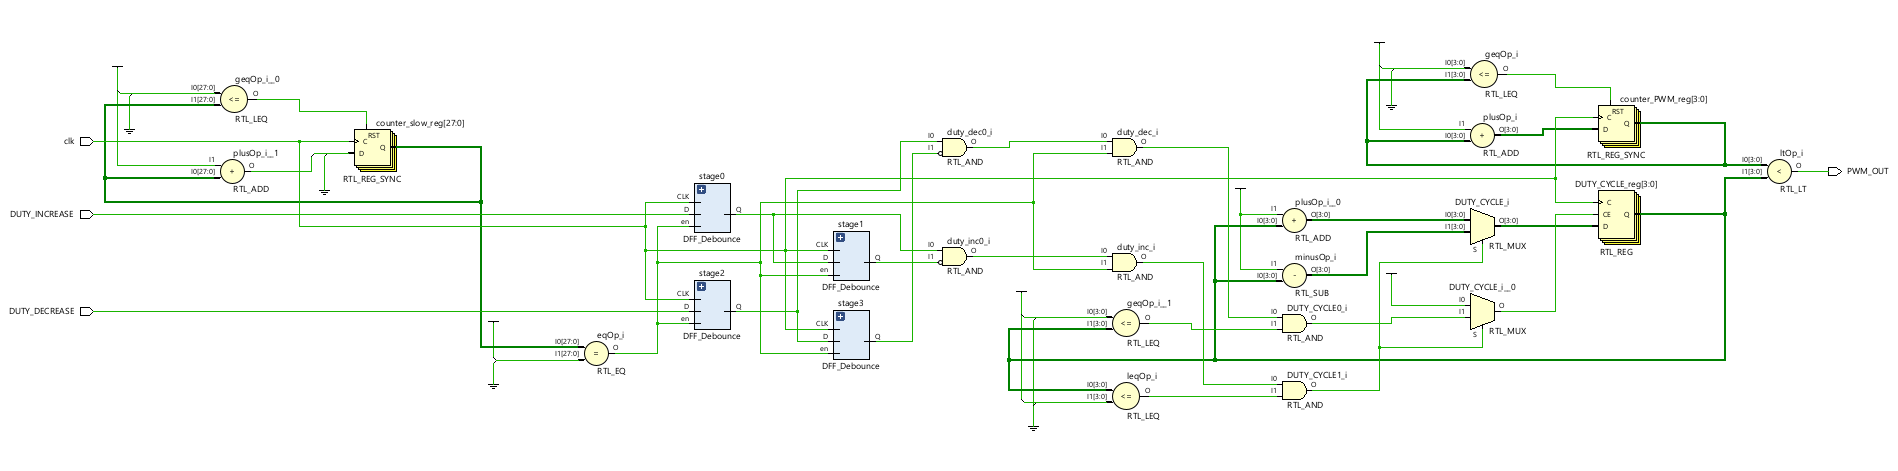 geqOp_i__0
I0[27:0]
I1[27:0]
<=
O
RTL_LEQ
clk
counter_slow_reg[27:0]
RST
C
D
Q
RTL_REG_SYNC
plusOp_i__1
I1
I0[27:0]
+
O
RTL_ADD
DUTY_INCREASE
DUTY_DECREASE
eqOp_i
I0[27:0]
I1[27:0]
=
O
RTL_EQ
stage0
CLK
D
en
Q
DFF_Debounce
stage2
CLK
D
en
Q
DFF_Debounce
stage1
CLK
D
en
Q
DFF_Debounce
stage3
CLK
D
en
Q
DFF_Debounce
duty_dec0_i
I0
I1
O
RTL_AND
duty_inc0_i
I0
I1
O
RTL_AND
duty_dec_i
I0
I1
O
RTL_AND
duty_inc_i
I0
I1
O
RTL_AND
geqOp_i__1
I0[3:0]
I1[3:0]
<=
O
RTL_LEQ
leqOp_i
I0[3:0]
I1[3:0]
<=
O
RTL_LEQ
plusOp_i__0
I1
I0[3:0]
+
O[3:0]
RTL_ADD
minusOp_i
I1
I0[3:0]
-
O[3:0]
RTL_SUB
DUTY_CYCLE0_i
I0
I1
O
RTL_AND
DUTY_CYCLE1_i
I0
I1
O
RTL_AND
geqOp_i
I0[3:0]
I1[3:0]
<=
O
RTL_LEQ
plusOp_i
I1
I0[3:0]
+
O[3:0]
RTL_ADD
DUTY_CYCLE_i
I0[3:0]
I1[3:0]
S
O[3:0]
RTL_MUX
DUTY_CYCLE_i__0
I0
I1
S
O
RTL_MUX
counter_PWM_reg[3:0]
RST
C
D
Q
RTL_REG_SYNC
DUTY_CYCLE_reg[3:0]
C
CE
D
Q
RTL_REG
ltOp_i
I0[3:0]
I1[3:0]
<
O
RTL_LT
PWM_OUT